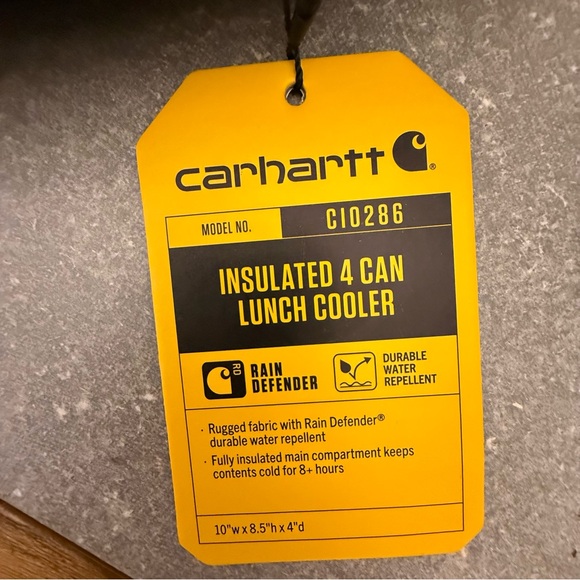 carhartt
MODEL NO. CI0286
INSULATED 4 CAN
LUNCH COOLER
RD
RAIN
DEFENDER
DURABLE
WATER
REPELLENT
· Rugged fabric with Rain Defender®
durable water repellent
· Fully insulated main compartment keeps
contents cold for 8+ hours
10"w x 8.5"h x 4"d